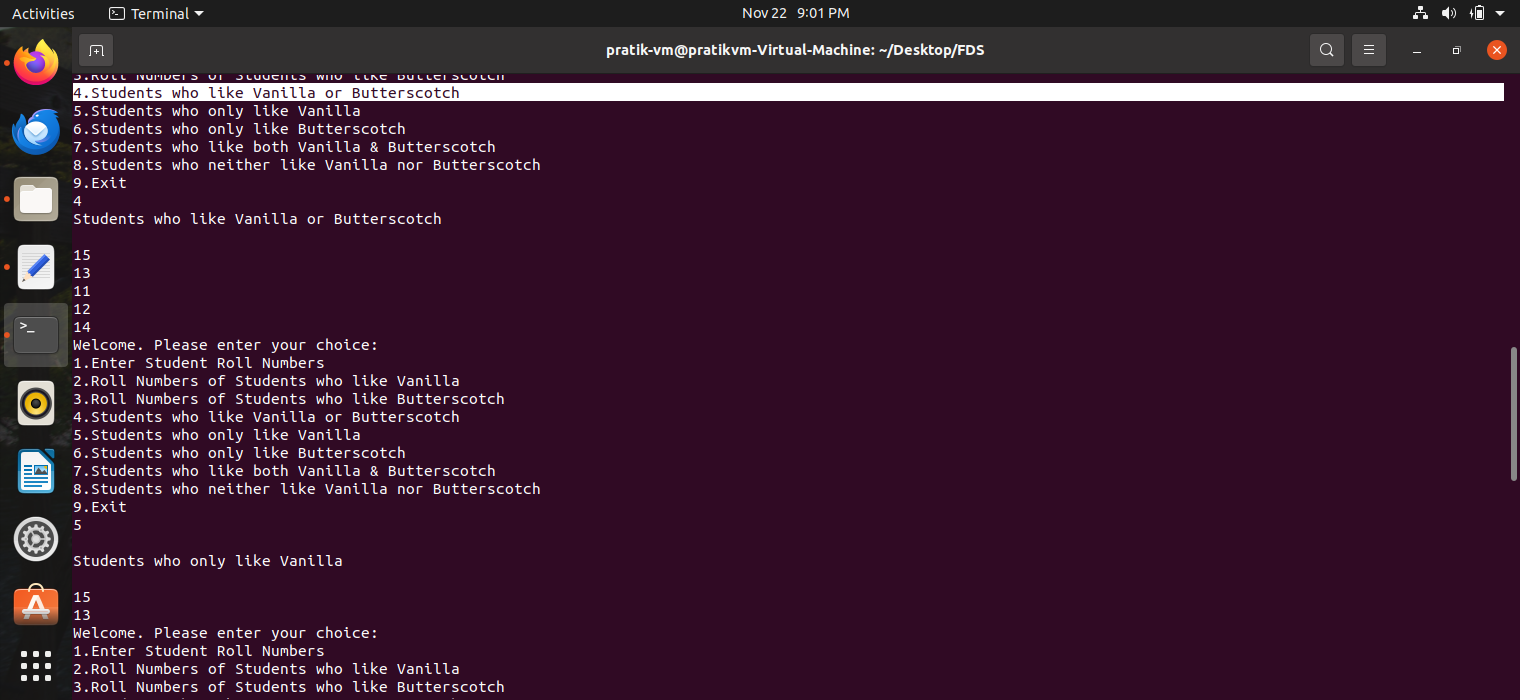 Activities
Terminal
Nov 22 9:01 PM
pratik-vm@pratikvm-Virtual-Machine: ~/Desktop/FDS
3.Roll Numbers of Students who like Butterscotch
4.Students who like Vanilla or Butterscotch
5.Students who only like Vanilla
6.Students who only like Butterscotch
7.Students who like both Vanilla & Butterscotch
8.Students who neither like Vanilla nor Butterscotch
9.Exit
4
Students who like Vanilla or Butterscotch
15
13
11
12
14
Welcome. Please enter your choice:
1.Enter Student Roll Numbers
2.Roll Numbers of Students who like Vanilla
3.Roll Numbers of Students who like Butterscotch
4.Students who like Vanilla or Butterscotch
5.Students who only like Vanilla
6.Students who only like Butterscotch
7.Students who like both Vanilla & Butterscotch
8.Students who neither like Vanilla nor Butterscotch
9.Exit
5
Students who only like Vanilla
15
13
Welcome. Please enter your choice:
1.Enter Student Roll Numbers
2.Roll Numbers of Students who like Vanilla
3.Roll Numbers of Students who like Butterscotch